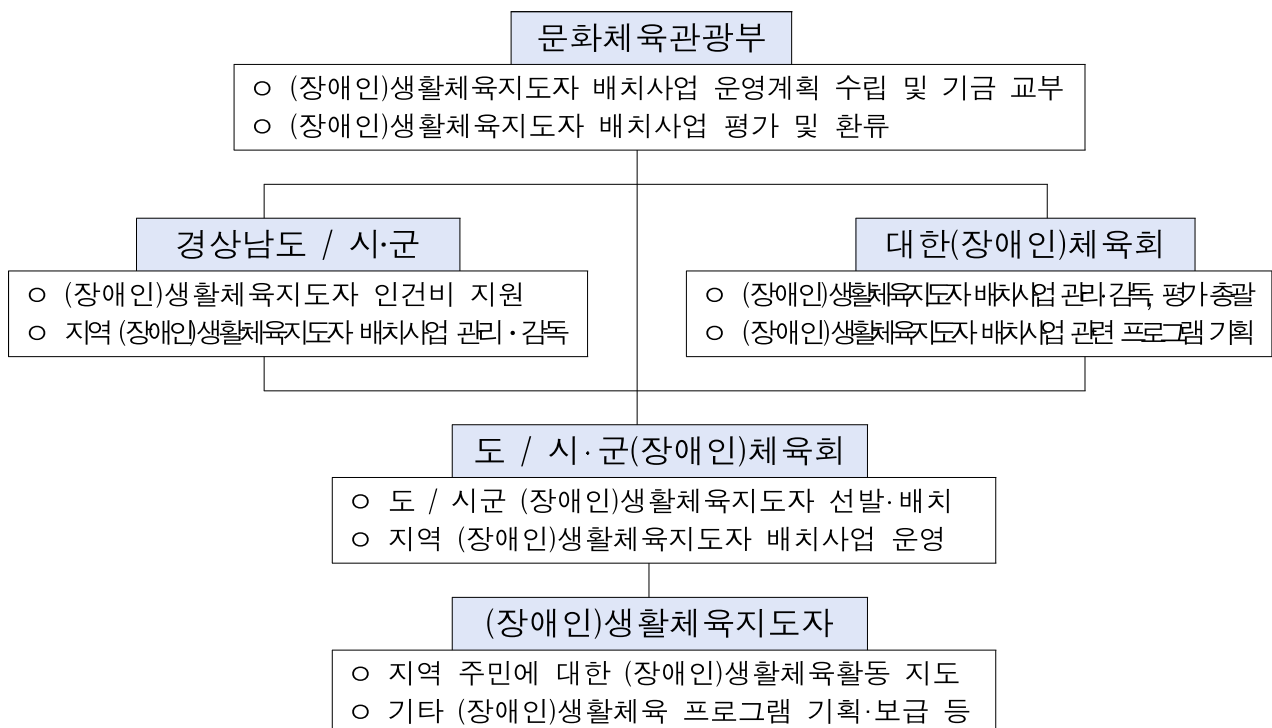 문화체육관광부
ㅇ (장애인)생활체육지도자 배치사업 운영계획 수립 및 기금 교부
ㅇ (장애인)생활체육지도자 배치사업 평가 및 환류
경상남도 / 시·군
ㅇ (장애인)생활체육지도자 인건비 지원
ㅇ 지역 (장애인)생활체육지도자 배치사업 관리·감독
대한(장애인)체육회
ㅇ (장애인)생활체육지도자 배치사업 관리·감독, 평가 총괄
ㅇ (장애인)생활체육지도자 배치사업 관련 프로그램 기획
도 / 시·군(장애인)체육회
ㅇ 도 / 시군 (장애인)생활체육지도자 선발·배치
ㅇ 지역 (장애인)생활체육지도자 배치사업 운영
(장애인)생활체육지도자
ㅇ 지역 주민에 대한 (장애인)생활체육활동 지도
ㅇ 기타 (장애인)생활체육 프로그램 기획·보급 등